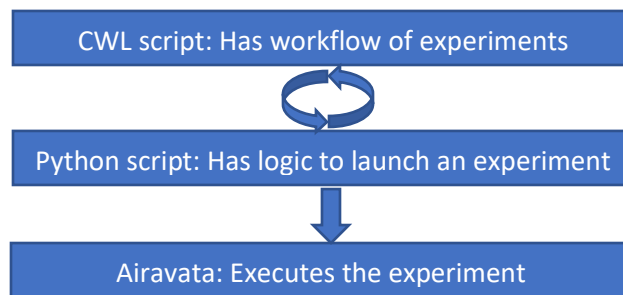 CWL script: Has workflow of experiments
Python script: Has logic to launch an experiment
Airavata: Executes the experiment